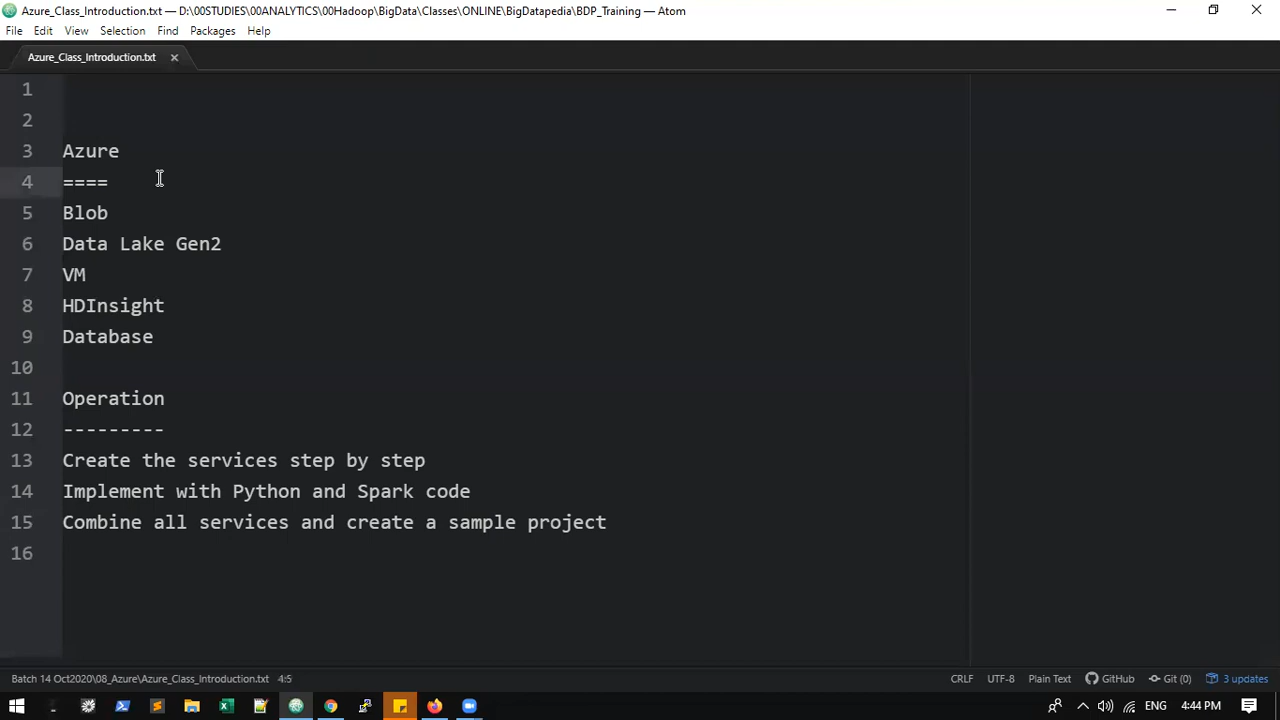 Azure_Class_Introduction.txt — D:\00STUDIES\00ANALYTICS\00Hadoop\BigData\Classes\ONLINE\BigDatapedia\BDP_Training — Atom
File Edit View Selection Find Packages Help
Azure_Class_Introduction.txt
1
2
3 Azure
4 ====
5 Blob
6 Data Lake Gen2
7 VM
8 HDInsight
9 Database
10
11 Operation
12 ---------
13 Create the services step by step
14 Implement with Python and Spark code
15 Combine all services and create a sample project
16
Batch 14 Oct2020\08_Azure\Azure_Class_Introduction.txt 4:5 CRLF UTF-8 Plain Text GitHub Git (0) 3 updates
ENG 4:44 PM